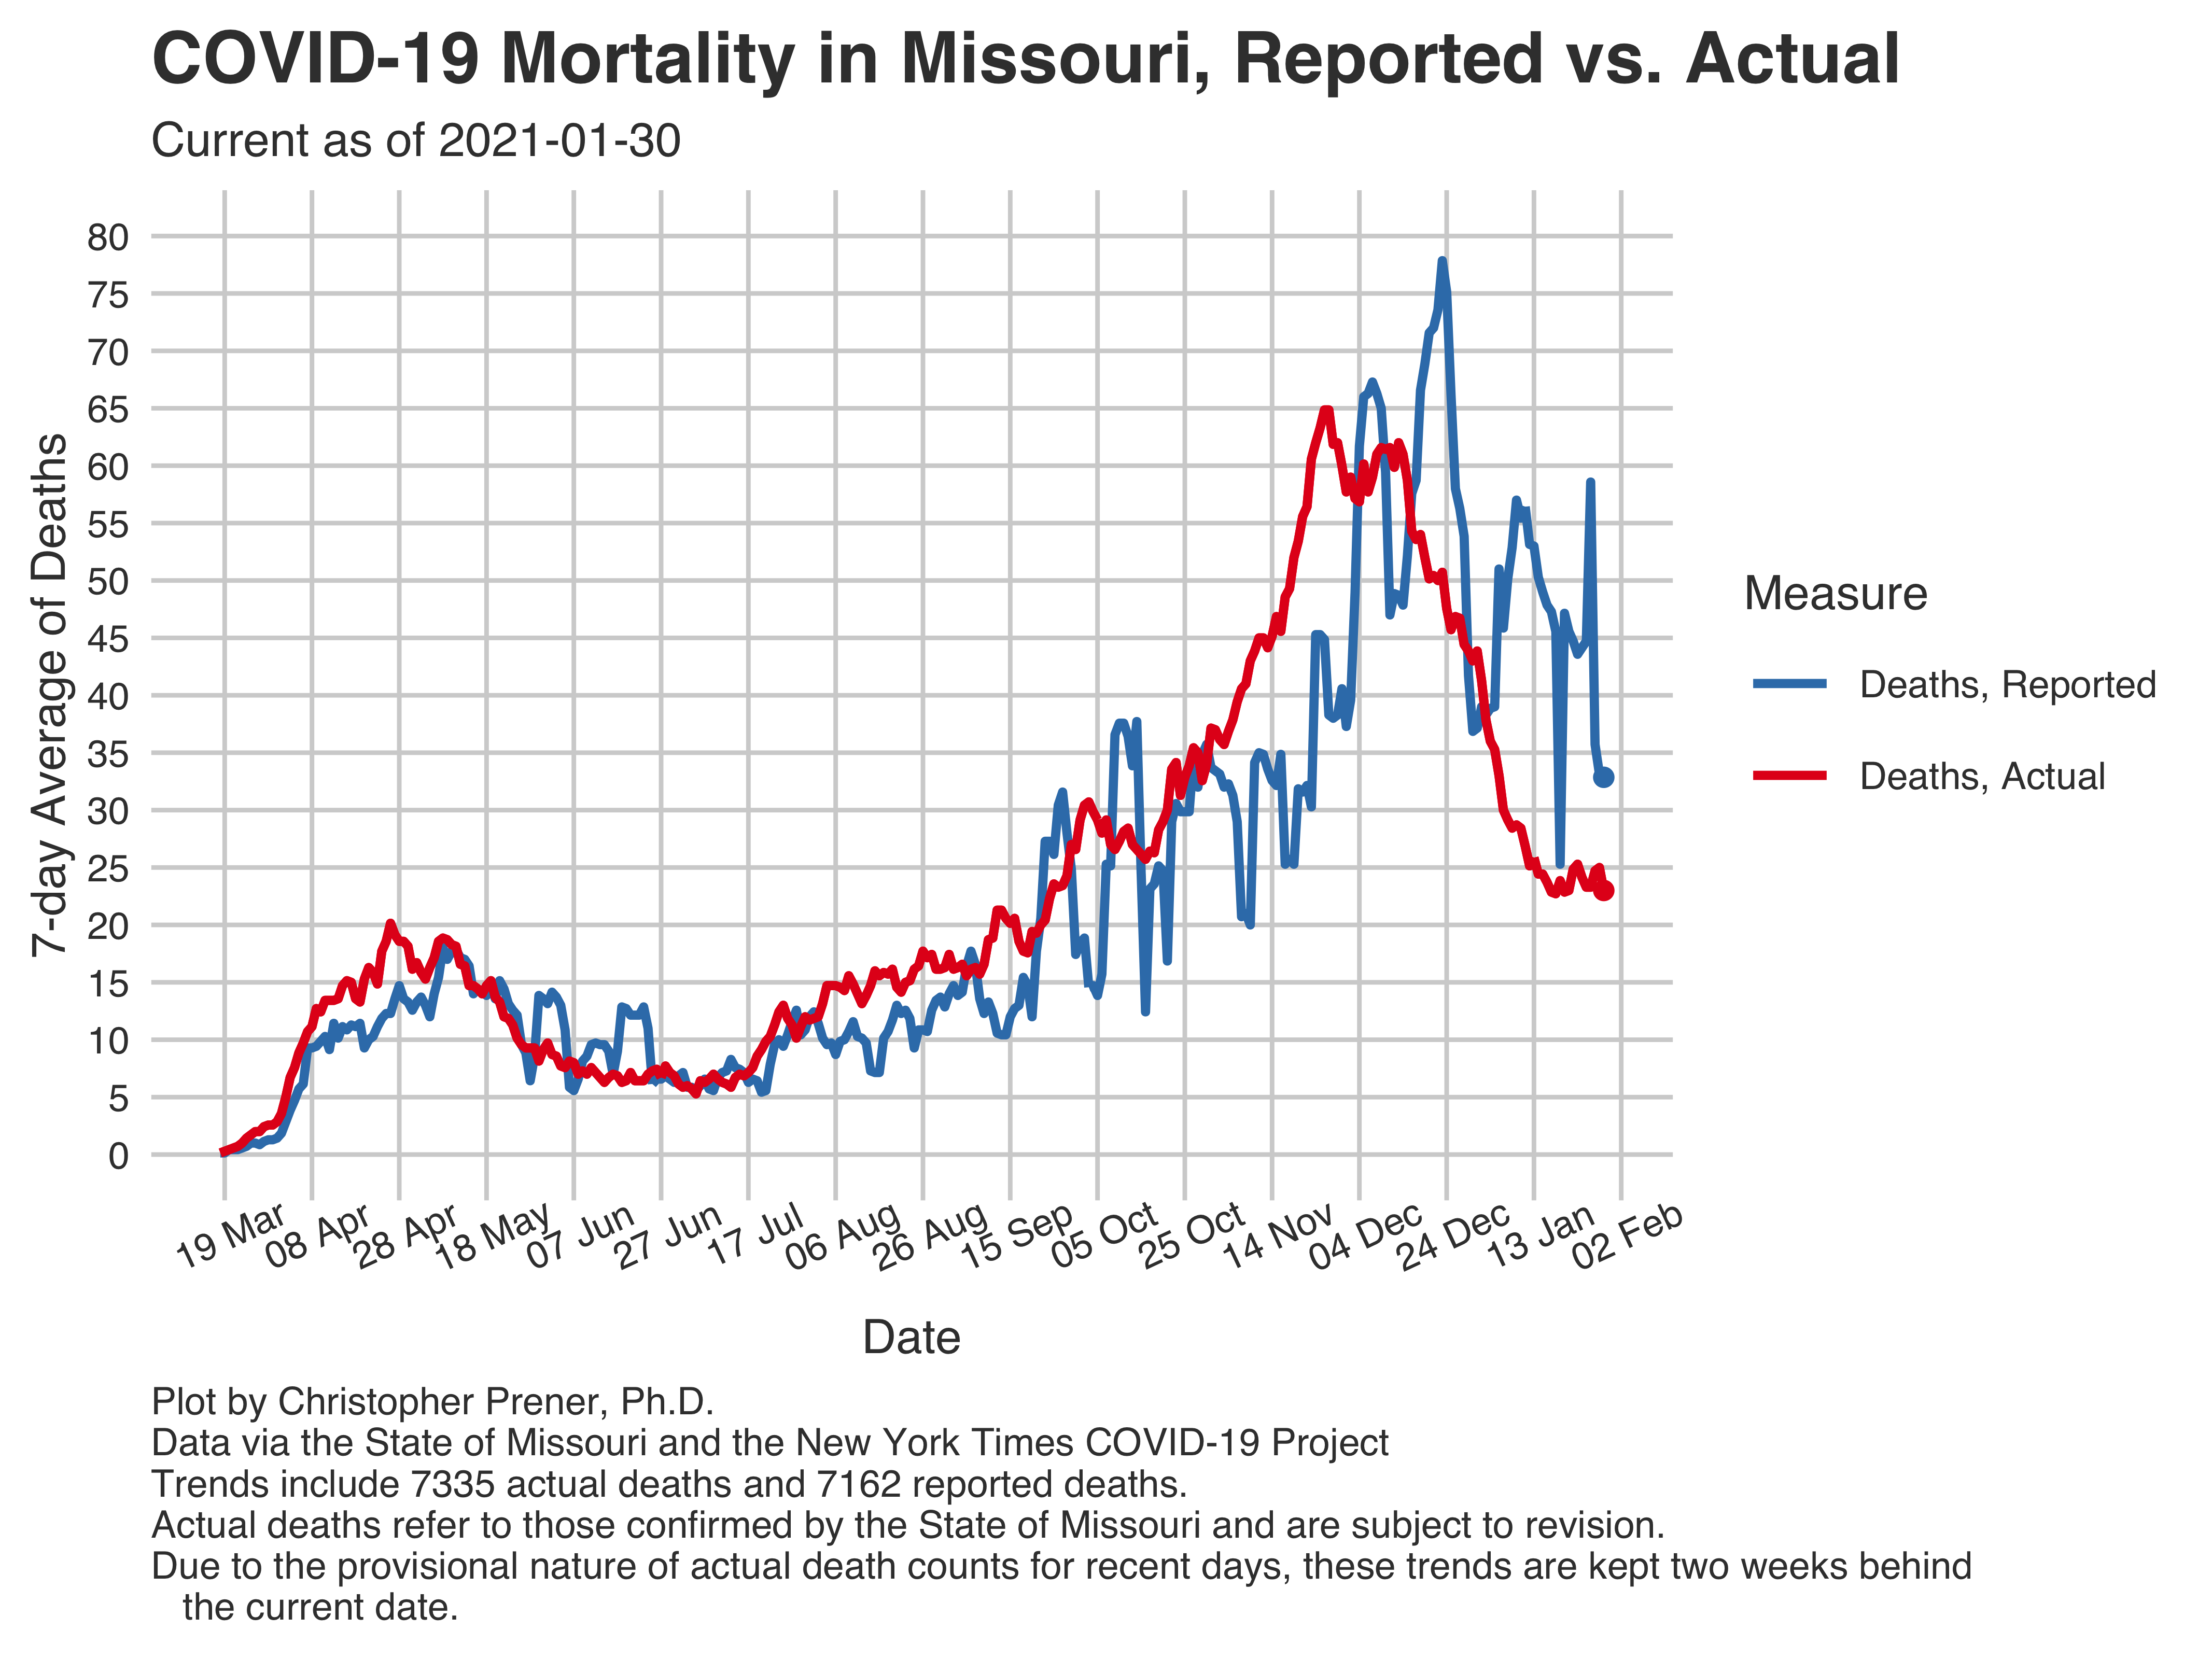 COVID-19 Mortality in Missouri, Reported vs. Actual
Current as of 2021-01-30
7-day Average of Deaths
80
75
70
65
60
55
50
45
40
35
30
25
20
15
10
5
0
19 Mar
08 Apr
28 Apr
18 May
07 Jun
27 Jun
17 Jul
06 Aug
26 Aug
15 Sep
05 Oct
25 Oct
14 Nov
04 Dec
24 Dec
13 Jan
02 Feb
Date
Measure
Deaths, Reported
Deaths, Actual
Plot by Christopher Prener, Ph.D.
Data via the State of Missouri and the New York Times COVID-19 Project
Trends include 7335 actual deaths and 7162 reported deaths.
Actual deaths refer to those confirmed by the State of Missouri and are subject to revision.
Due to the provisional nature of actual death counts for recent days, these trends are kept two weeks behind
the current date.